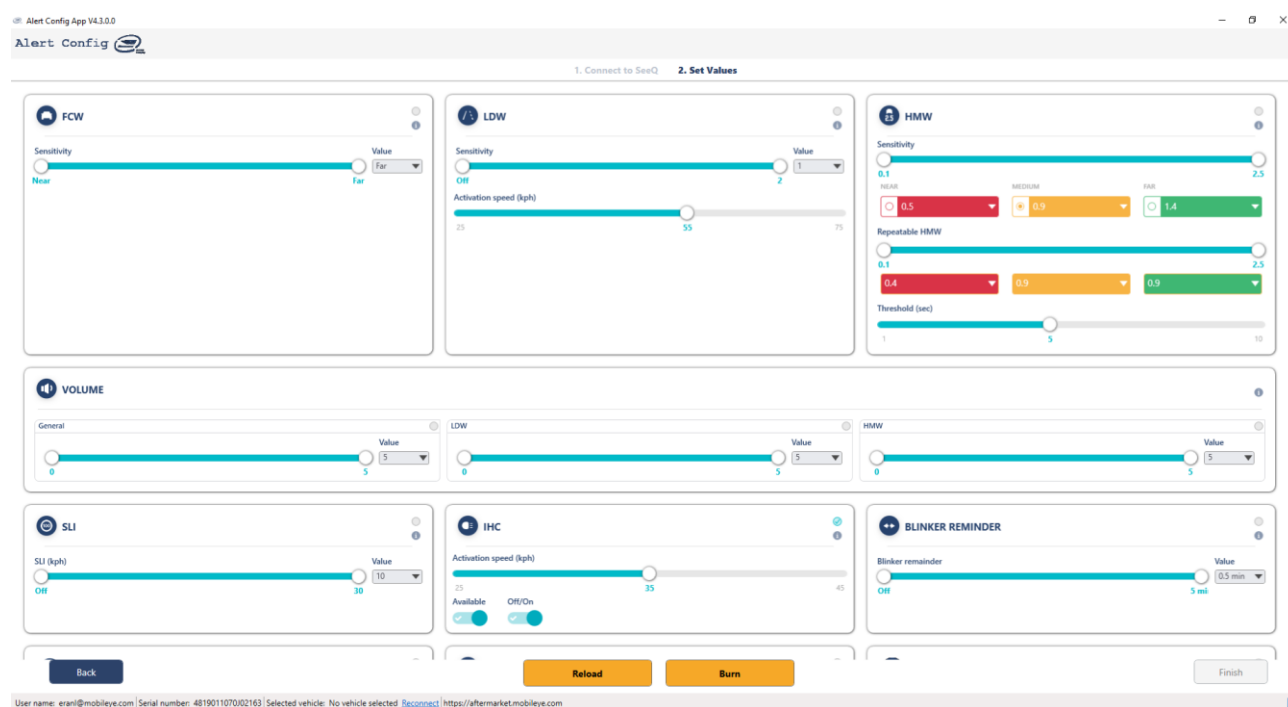 Alert Config App V4.3.0.0
Alert Config
1. Connect to SeeQ 2. Set Values
FCW
Sensitivity
Value
Far
Near
Far
LDW
Sensitivity
Value
1
Off
2
Activation speed (kph)
25
55
75
HMW
Sensitivity
0.1
2.5
NEAR
MEDIUM
FAR
0.5
0.9
1.4
Repeatable HMW
0.1
2.5
0.4
0.9
0.9
Threshold (sec)
1
5
10
VOLUME
General
Value
5
0
5
LDW
Value
5
0
5
HMW
Value
5
0
5
SLI
SLI (kph)
Value
10
Off
30
IHC
Activation speed (kph)
25
35
45
Available
Off/On
BLINKER REMINDER
Blinker remainder
Value
0.5 min
Off
5 mi
Back
Reload
Burn
Finish
User name: eranl@mobileye.com Serial number: 4819011070J02163 Selected vehicle: No vehicle selected Reconnect https://aftermarket.mobileye.com